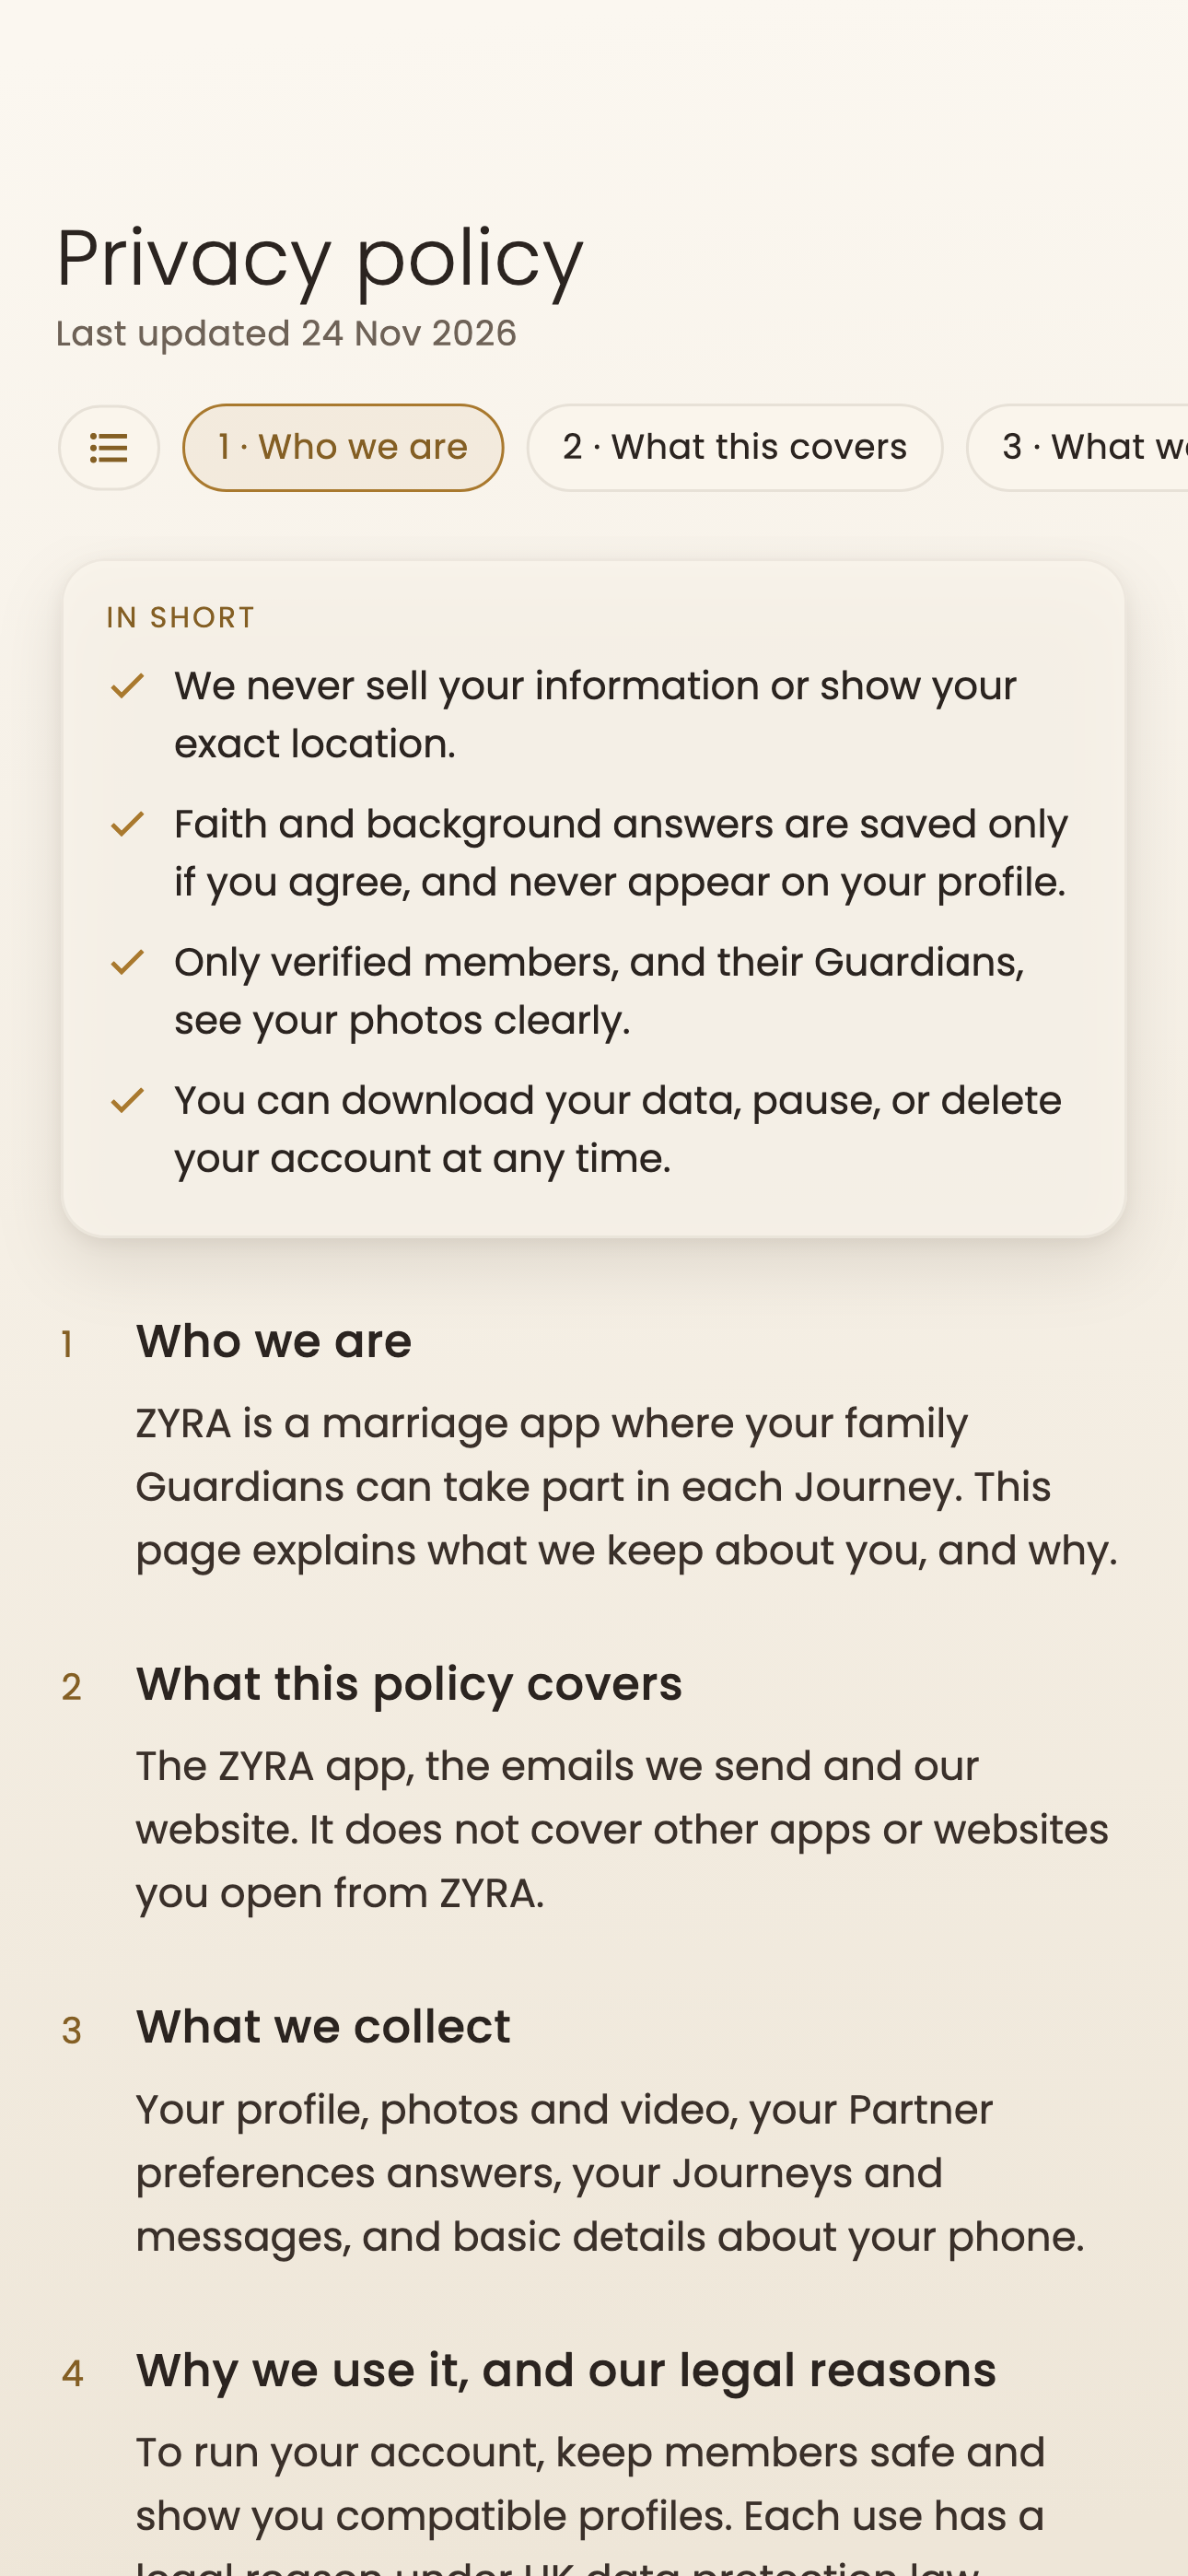 Privacy policy
Last updated 24 Nov 2026
1 · Who we are
2 · What this covers
3 · What we
IN SHORT
We never sell your information or show your
exact location.
Faith and background answers are saved only
if you agree, and never appear on your profile.
Only verified members, and their Guardians,
see your photos clearly.
You can download your data, pause, or delete
your account at any time.
1 Who we are
ZYRA is a marriage app where your family
Guardians can take part in each Journey. This
page explains what we keep about you, and why.
2 What this policy covers
The ZYRA app, the emails we send and our
website. It does not cover other apps or websites
you open from ZYRA.
3 What we collect
Your profile, photos and video, your Partner
preferences answers, your Journeys and
messages, and basic details about your phone.
4 Why we use it, and our legal reasons
To run your account, keep members safe and
show you compatible profiles. Each use has a
legal reason under UK data protection law.